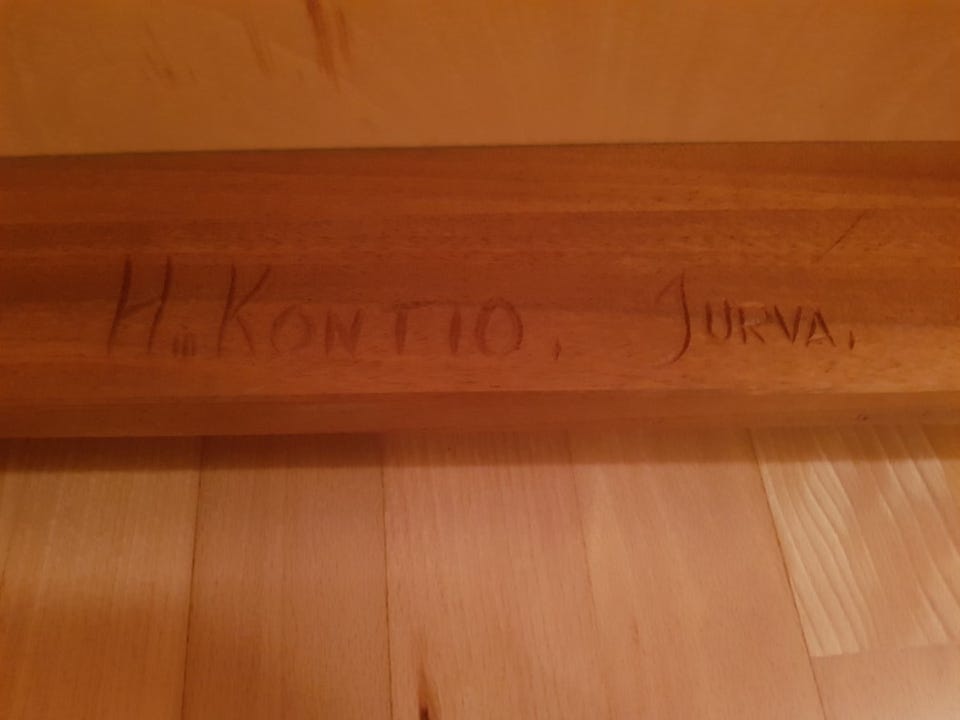 H. KONTIO, JURVA.